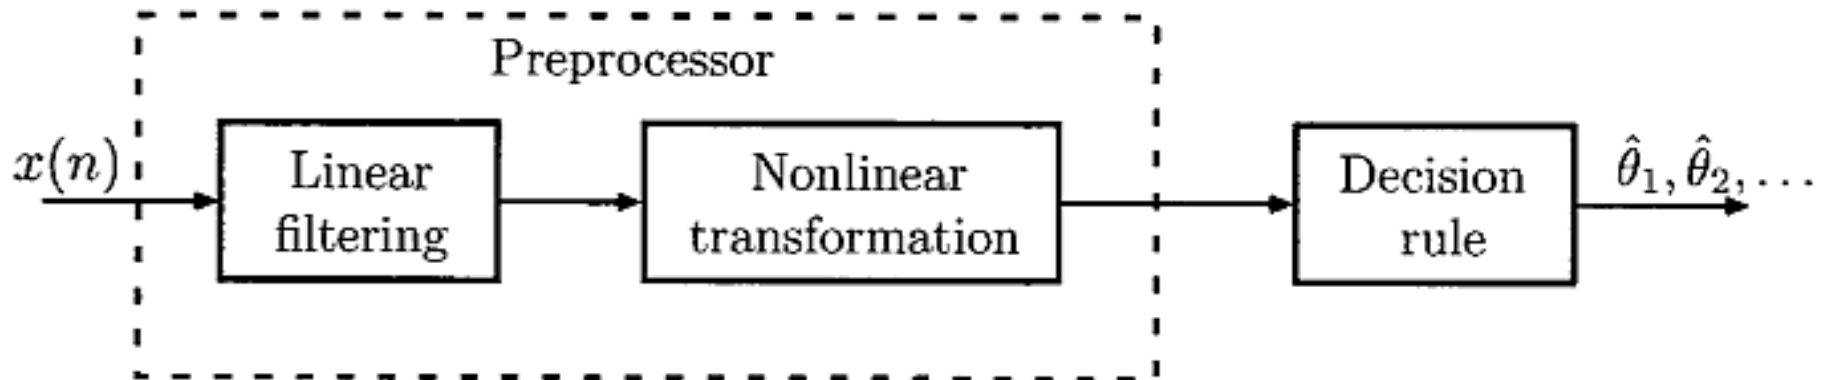 Preprocessor
x(n)
Linear
filtering
Nonlinear
transformation
Decision
rule
θ̂₁, θ̂₂, . . .